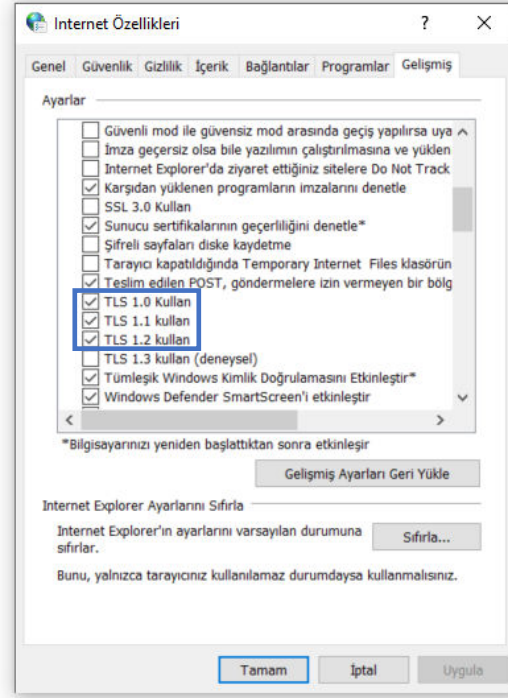 Internet Özellikleri
Genel Güvenlik Gizlilik İçerik Bağlantılar Programlar Gelişmiş
Ayarlar
Güvenli mod ile güvensiz mod arasında geçiş yapılırsa uya
İmza geçersiz olsa bile yazılımın çalıştırılmasına ve yüklen
Internet Explorer'da ziyaret ettiğiniz sitelere Do Not Track
Karşıdan yüklenen programların imzalarını denetle
SSL 3.0 Kullan
Sunucu sertifikalarının geçerliliğini denetle*
Şifreli sayfaları diske kaydetme
Tarayıcı kapatıldığında Temporary Internet Files klasörün
Teslim edilen POST, göndermelere izin vermeyen bir bölg
TLS 1.0 Kullan
TLS 1.1 kullan
TLS 1.2 kullan
TLS 1.3 kullan (deneysel)
Tümleşik Windows Kimlik Doğrulamasını Etkinleştir*
Windows Defender SmartScreen'i etkinleştir
*Bilgisayarınızı yeniden başlattıktan sonra etkinleşir
Gelişmiş Ayarları Geri Yükle
Internet Explorer Ayarlarını Sıfırla
Internet Explorer'ın ayarlarını varsayılan durumuna
sıfırlar.
Sıfırla...
Bunu, yalnızca tarayıcınız kullanılamaz durumdaysa kullanmalısınız.
Tamam İptal Uygula